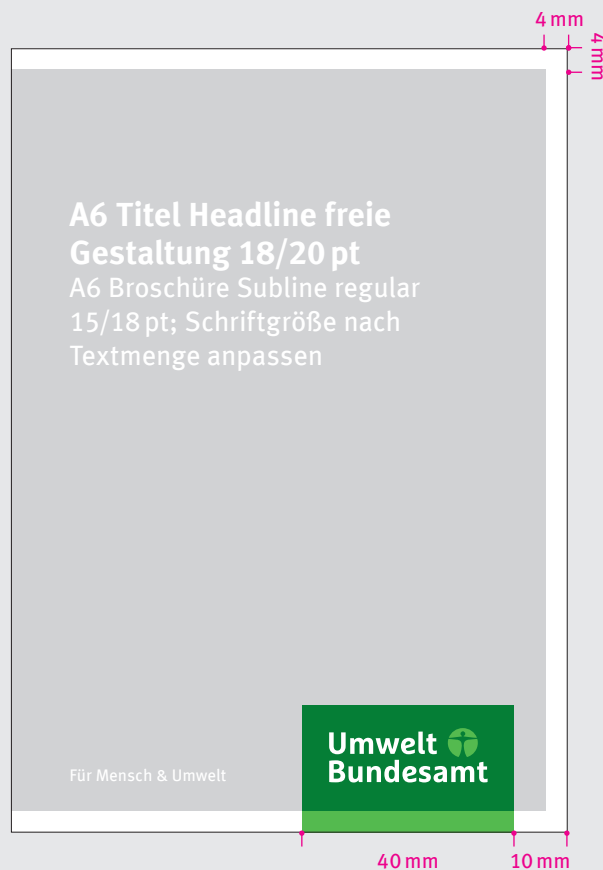 4 mm
4 mm
A6 Titel Headline freie
Gestaltung 18/20 pt
A6 Broschüre Subline regular
15/18 pt; Schriftgröße nach
Textmenge anpassen
Für Mensch & Umwelt
Umwelt
Bundesamt
40 mm
10 mm